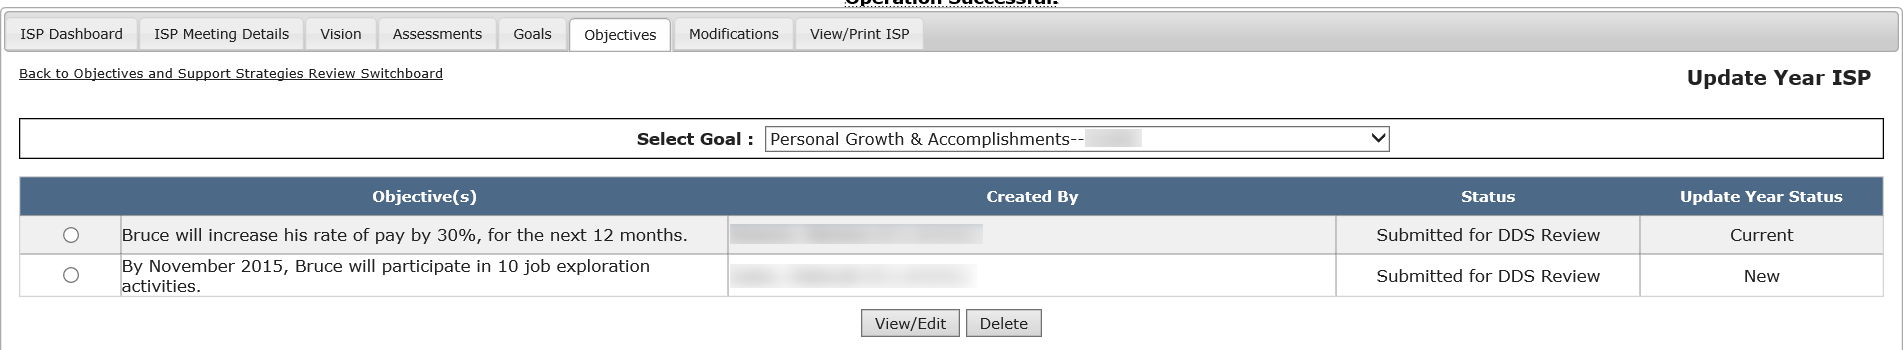 Operation Successful.
ISP Dashboard ISP Meeting Details Vision Assessments Goals Objectives Modifications View/Print ISP
Back to Objectives and Support Strategies Review Switchboard
Update Year ISP
Select Goal : Personal Growth & Accomplishments--
Objective(s) Created By Status Update Year Status
Bruce will increase his rate of pay by 30%, for the next 12 months. Submitted for DDS Review Current
By November 2015, Bruce will participate in 10 job exploration
activities. Submitted for DDS Review New
View/Edit Delete